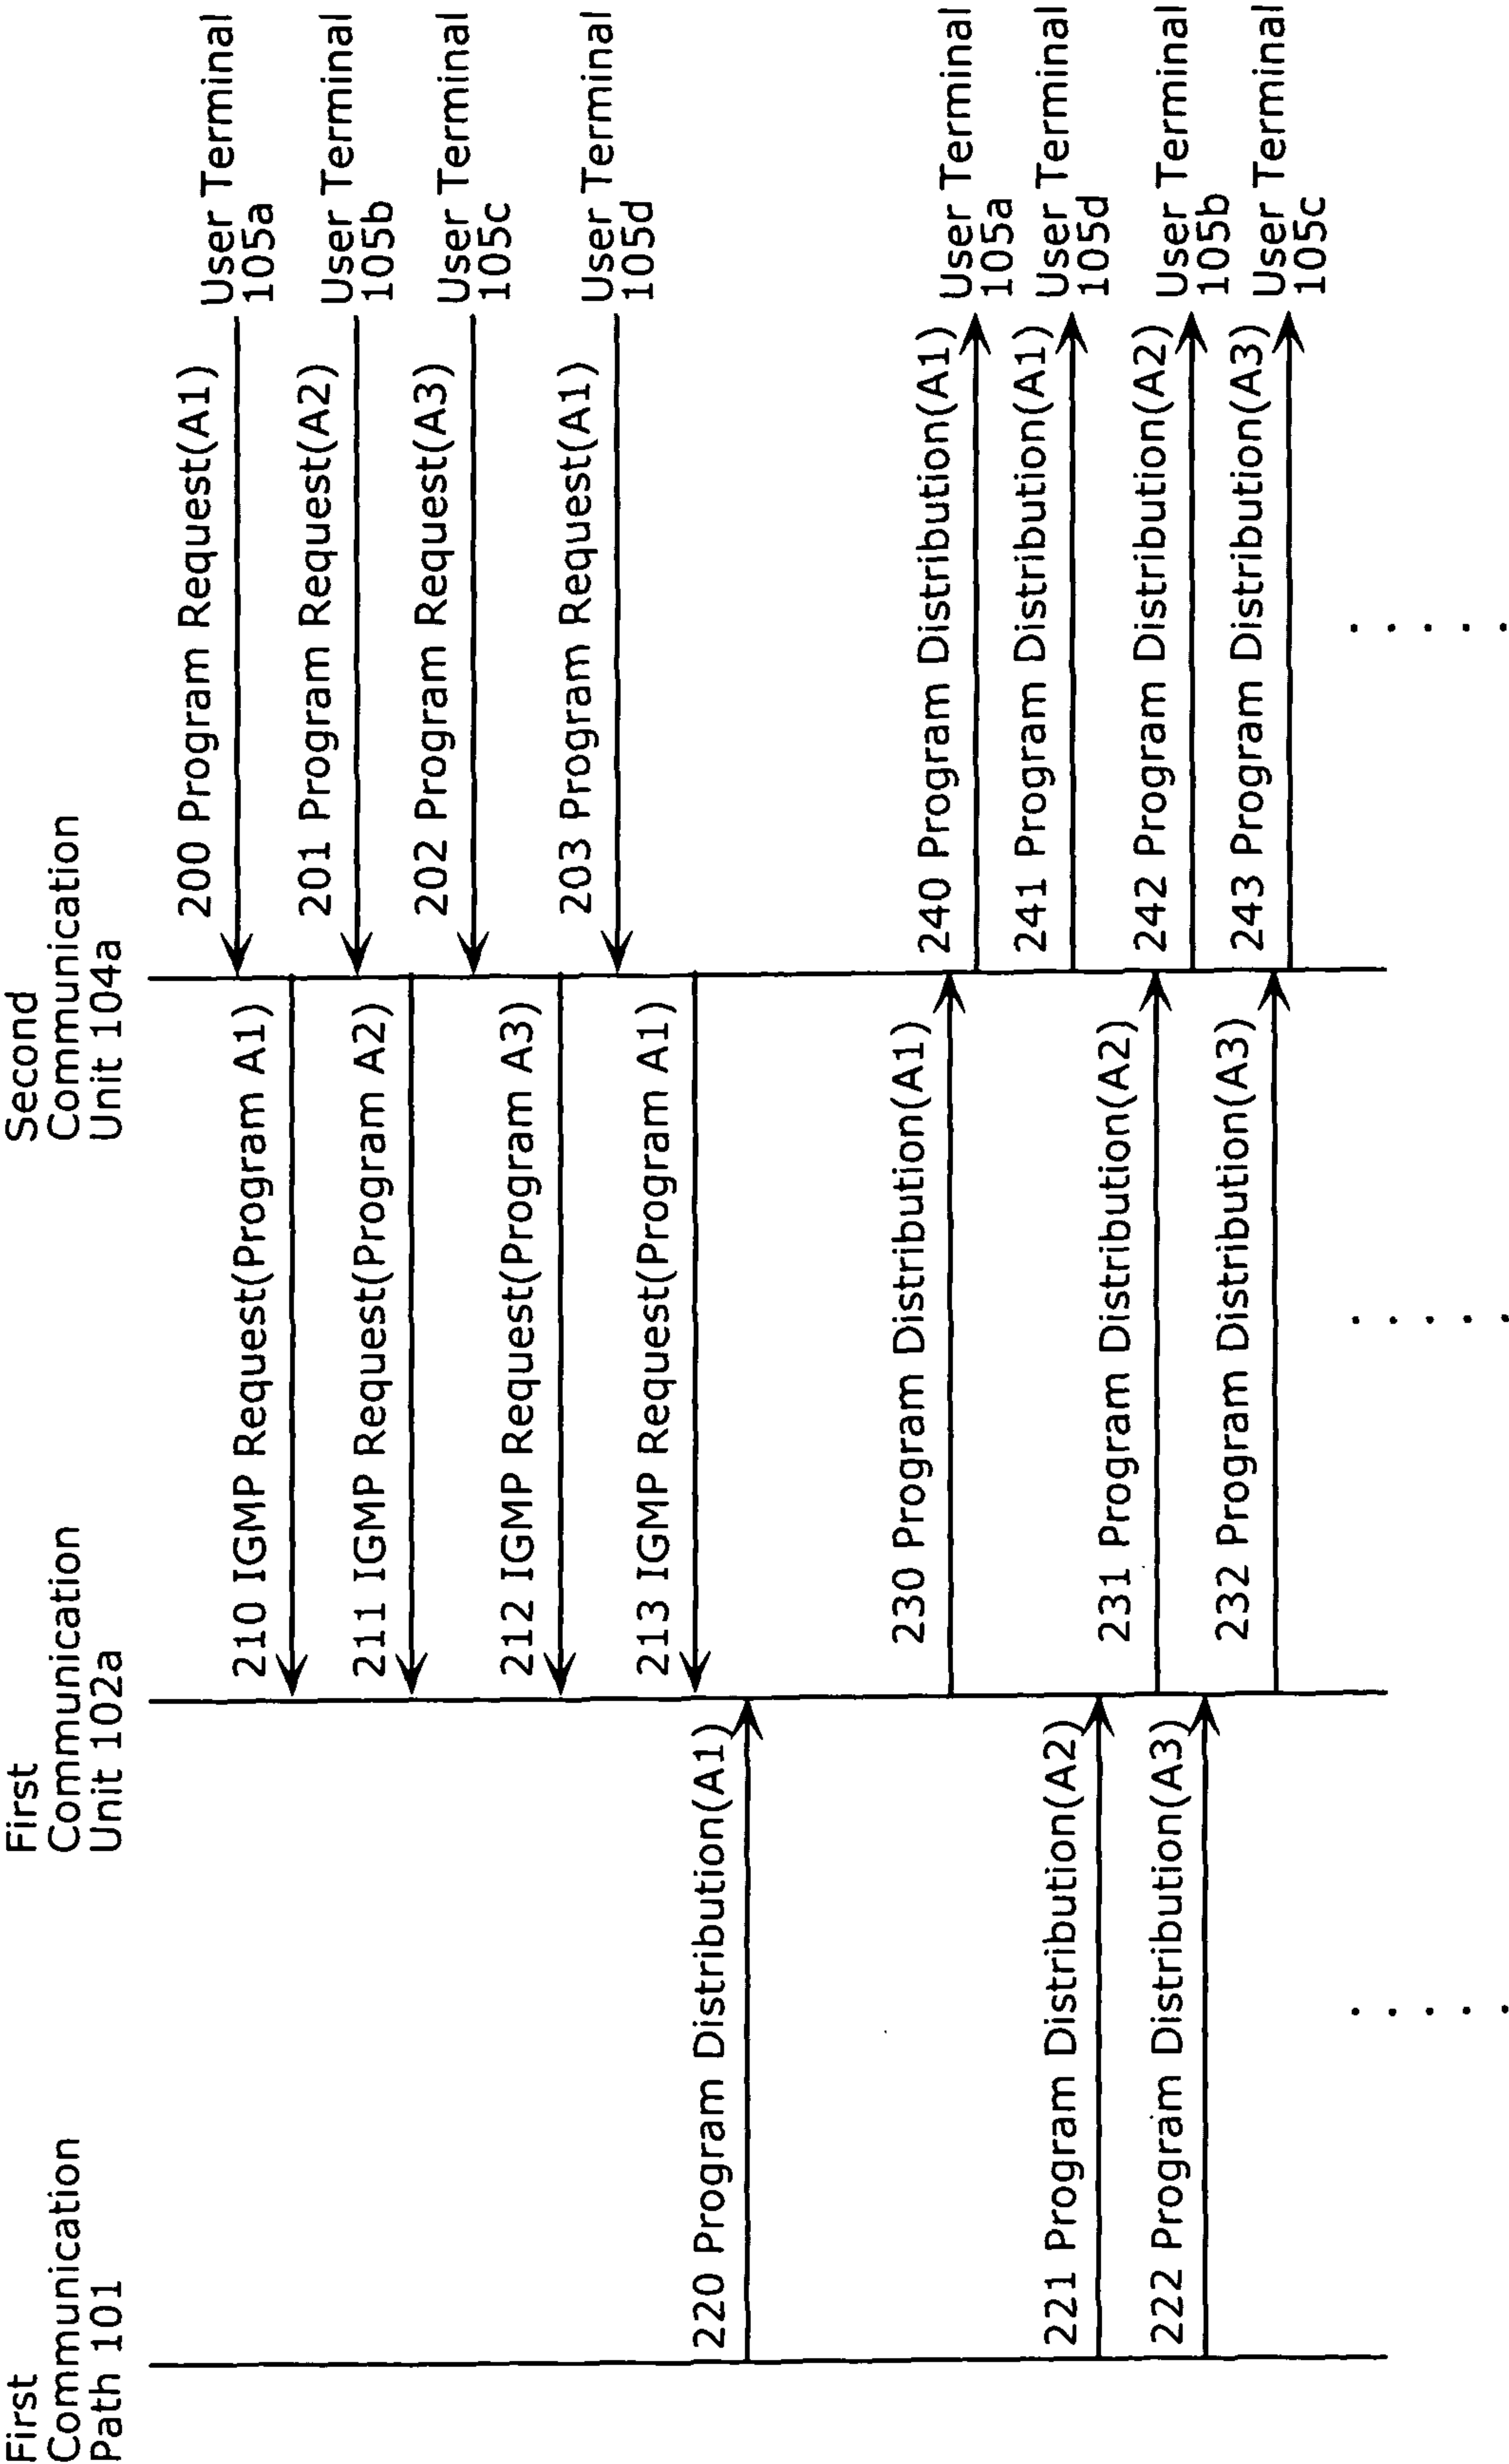 First
Communication
Path 101
First
Communication
Unit 102a
Second
Communication
Unit 104a
200 Program Request(A1)
User Terminal
105a
210 IGMP Request(Program A1)
201 Program Request(A2)
User Terminal
105b
211 IGMP Request(Program A2)
202 Program Request(A3)
User Terminal
105c
212 IGMP Request(Program A3)
203 Program Request(A1)
User Terminal
105d
213 IGMP Request(Program A1)
220 Program Distribution(A1)
230 Program Distribution(A1)
240 Program Distribution(A1)
User Terminal
105a
241 Program Distribution(A1)
User Terminal
105d
221 Program Distribution(A2)
231 Program Distribution(A2)
242 Program Distribution(A2)
User Terminal
105b
222 Program Distribution(A3)
232 Program Distribution(A3)
243 Program Distribution(A3)
User Terminal
105c